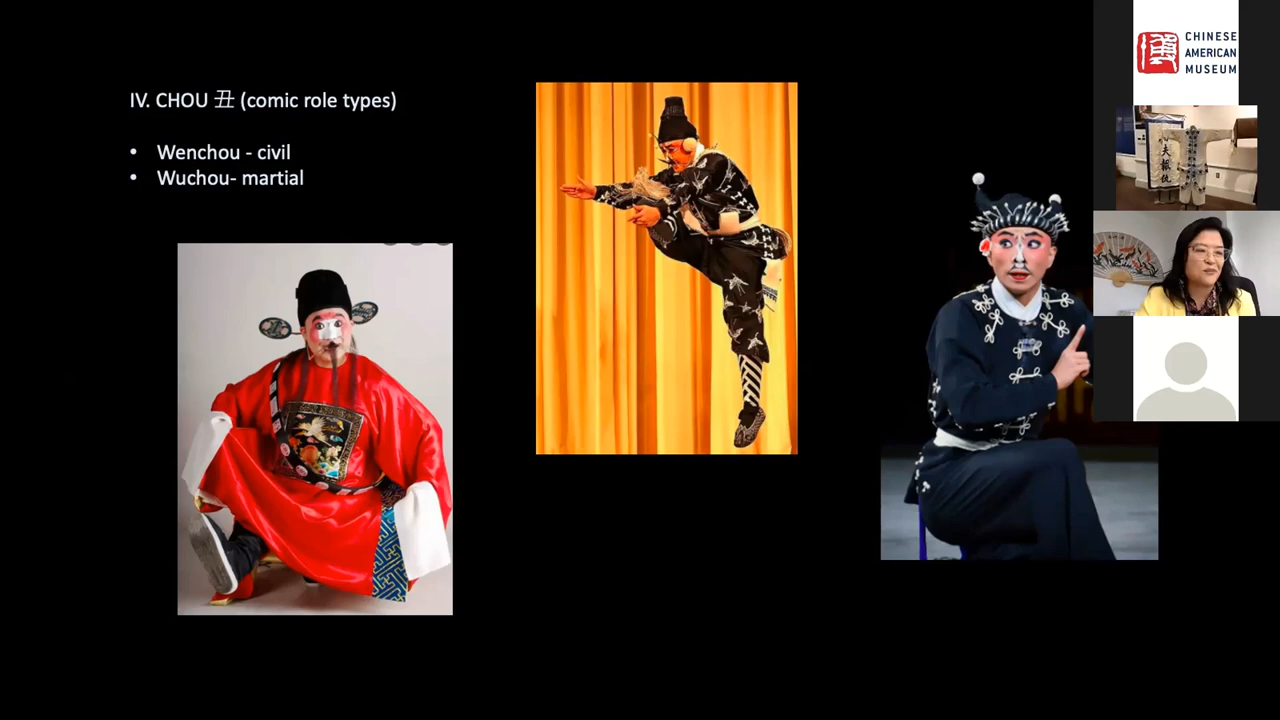 IV. CHOU 丑 (comic role types)
• Wenchou - civil
• Wuchou- martial
CHINESE
AMERICAN
MUSEUM